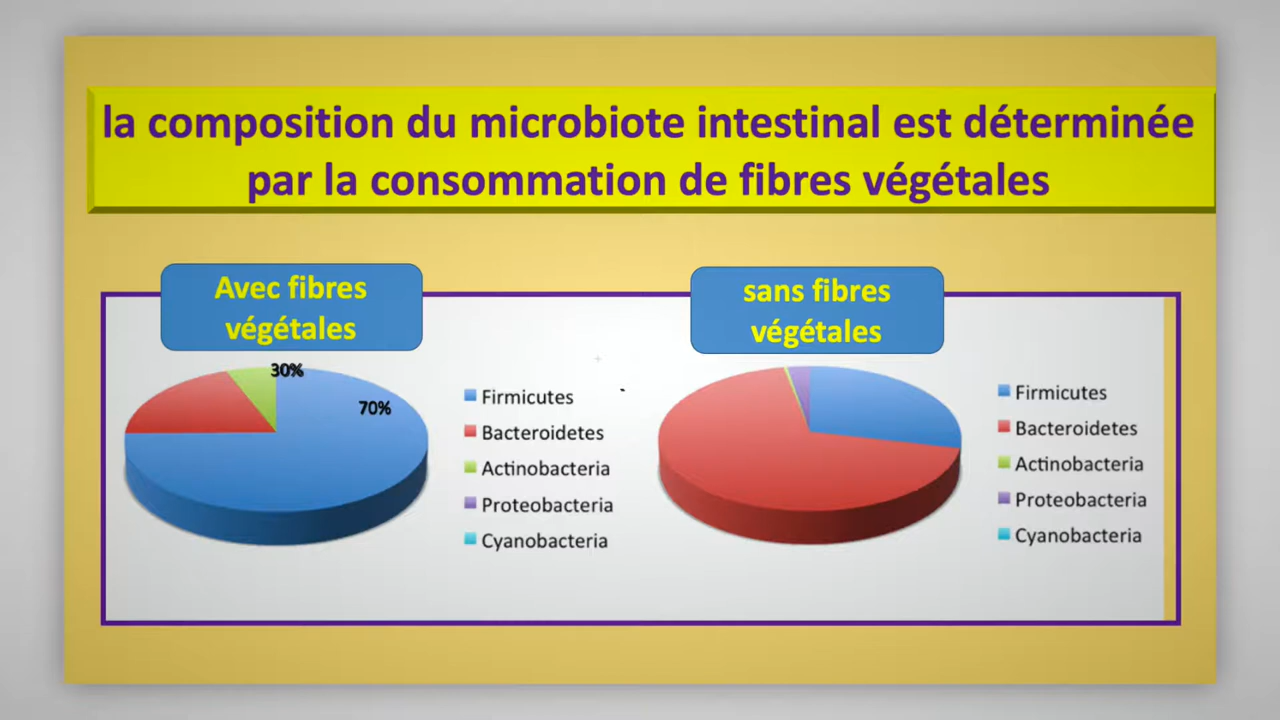 la composition du microbiote intestinal est déterminée
par la consommation de fibres végétales
Avec fibres
végétales
sans fibres
végétales
30%
70%
Firmicutes
Bacteroidetes
Actinobacteria
Proteobacteria
Cyanobacteria
Firmicutes
Bacteroidetes
Actinobacteria
Proteobacteria
Cyanobacteria